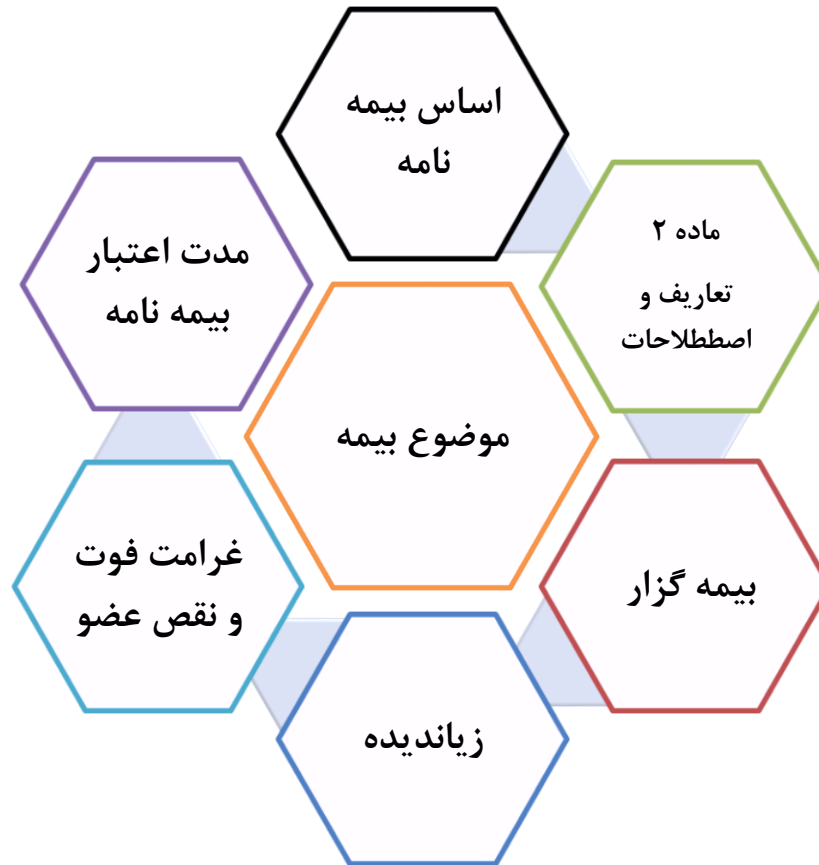 اساس بیمه
نامه
ماده ۲
تعاریف و
اصططلاحات
بیمه گزار
زیاندیده
غرامت فوت
و نقص عضو
مدت اعتبار
بیمه نامه
موضوع بیمه